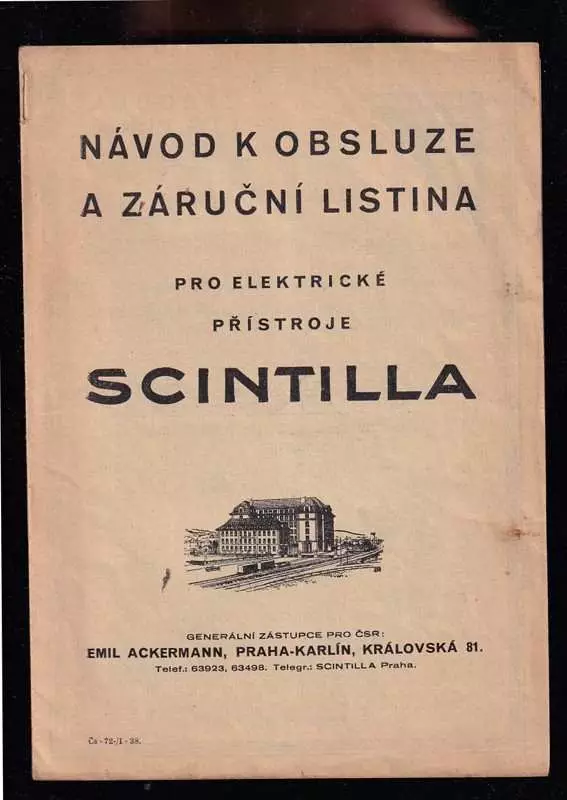 NÁVOD K OBSLUZE
A ZÁRUČNÍ LISTINA
PRO ELEKTRICKÉ
PŘÍSTROJE
SCINTILLA
GENERÁLNÍ ZÁSTUPCE PRO ČSR:
EMIL ACKERMANN, PRAHA-KARLÍN, KRÁLOVSKÁ 81.
Telef.: 63923, 63498. Telegr.: SCINTILLA Praha.
Čs - 72-/1 - 38.